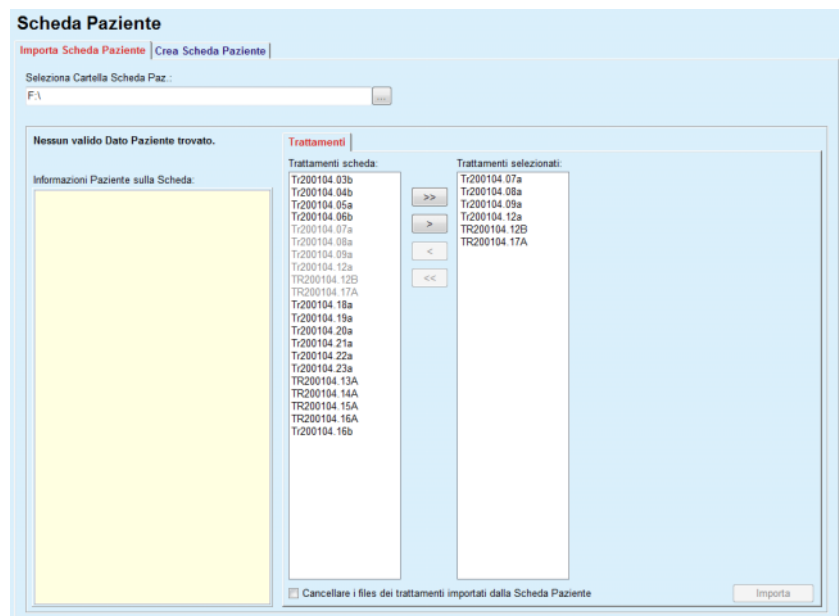 Scheda Paziente
Importa Scheda Paziente Crea Scheda Paziente
Seleziona Cartella Scheda Paz.:
F:\
...
Nessun valido Dato Paziente trovato.
Informazioni Paziente sulla Scheda:
Trattamenti
Trattamenti scheda:
Tr200104.03b
Tr200104.04b
Tr200104.05a
Tr200104.06b
Tr200104.07a
Tr200104.08a
Tr200104.09a
Tr200104.12a
TR200104.12B
TR200104.17A
Tr200104.18a
Tr200104.19a
Tr200104.20a
Tr200104.21a
Tr200104.22a
Tr200104.23a
TR200104.13A
TR200104.14A
TR200104.15A
TR200104.16A
Tr200104.16b
>>
>
<
<<
Trattamenti selezionati:
Tr200104.07a
Tr200104.08a
Tr200104.09a
Tr200104.12a
TR200104.12B
TR200104.17A
Cancellare i files dei trattamenti importati dalla Scheda Paziente
Importa